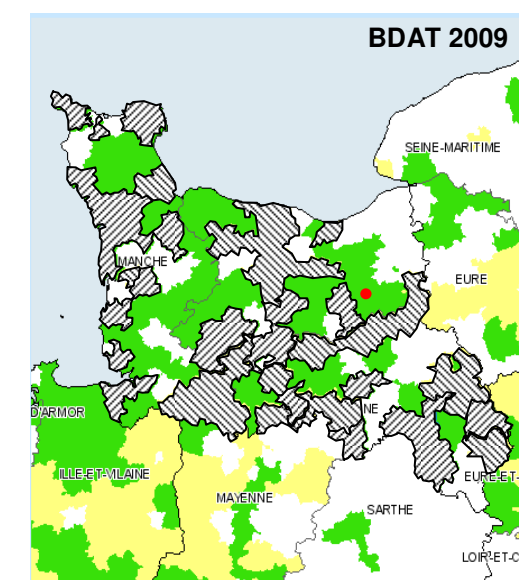 BDAT 2009
SEINE-MARITIME
MANCHE
EURE
D'ARMOR
NE
ILLE-ET-VILAINE
MAYENNE
EURE-ET-
SARTHE
LOIR-ET-C